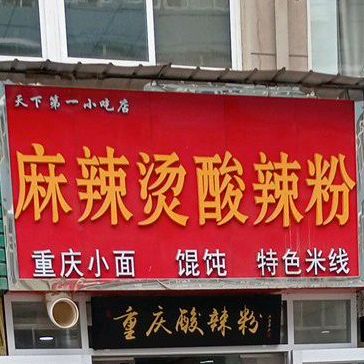 天下第一小吃店
麻辣烫酸辣粉
重庆小面 馄饨 特色米线
重庆酸辣粉